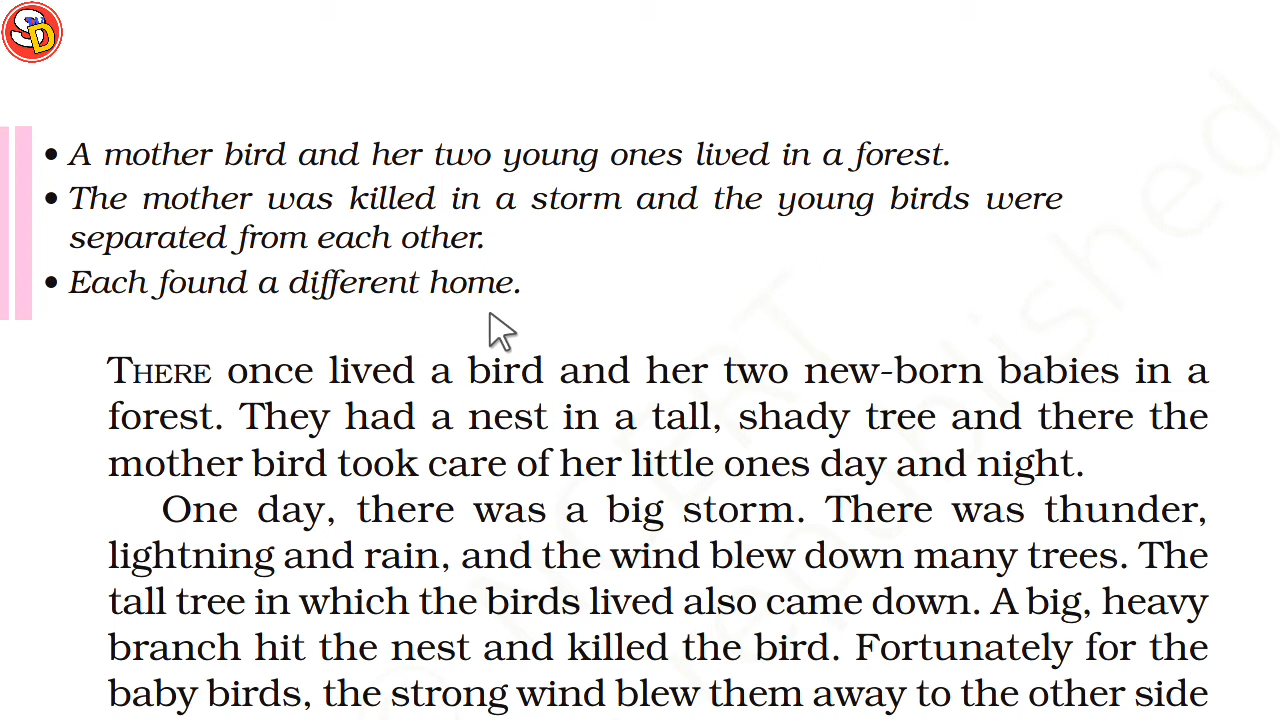 SD
• A mother bird and her two young ones lived in a forest.
• The mother was killed in a storm and the young birds were
separated from each other.
• Each found a different home.
THERE once lived a bird and her two new-born babies in a
forest. They had a nest in a tall, shady tree and there the
mother bird took care of her little ones day and night.
One day, there was a big storm. There was thunder,
lightning and rain, and the wind blew down many trees. The
tall tree in which the birds lived also came down. A big, heavy
branch hit the nest and killed the bird. Fortunately for the
baby birds, the strong wind blew them away to the other side